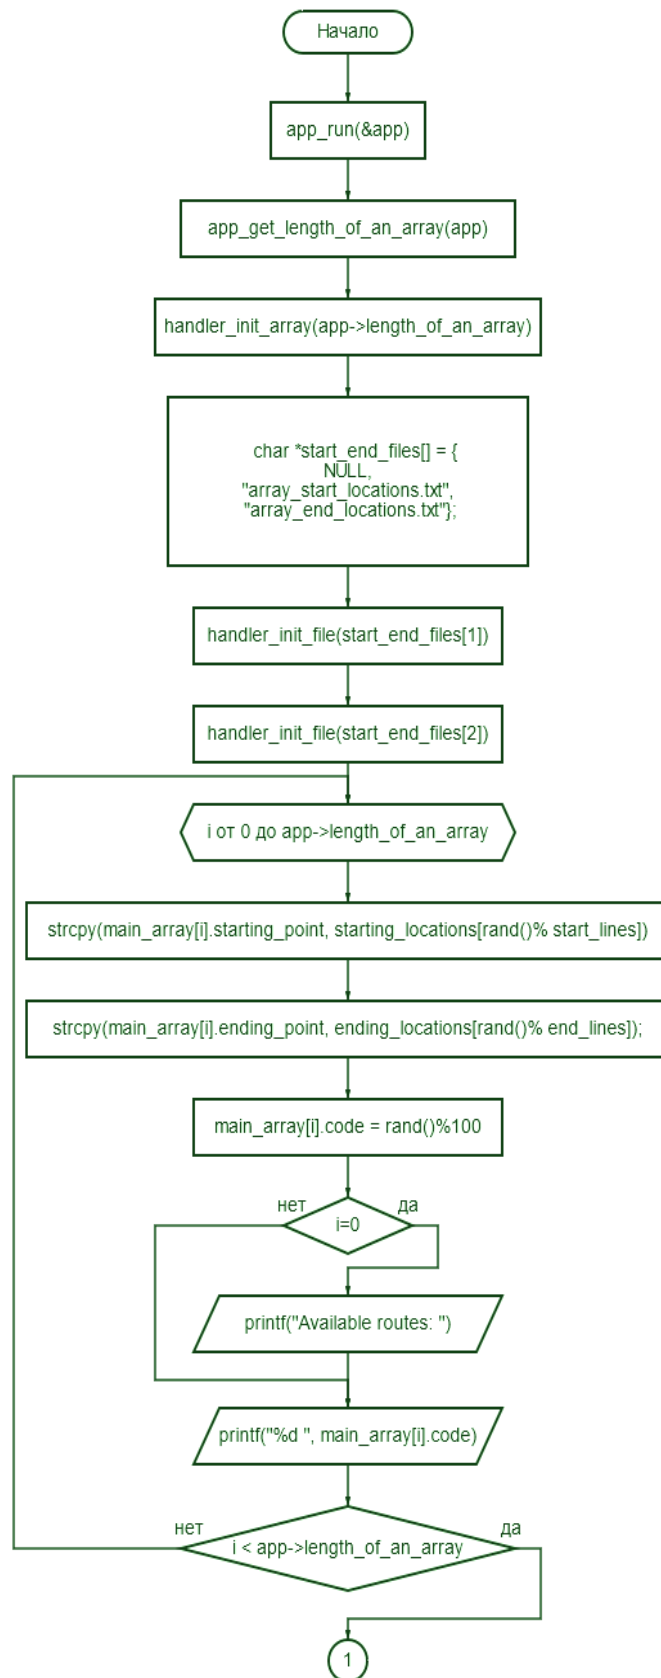 Начало
app_run(&app)
app_get_length_of_an_array(app)
handler_init_array(app->length_of_an_array)
char *start_end_files[] = {
NULL,
"array_start_locations.txt",
"array_end_locations.txt"};
handler_init_file(start_end_files[1])
handler_init_file(start_end_files[2])
i от 0 до app->length_of_an_array
strcpy(main_array[i].starting_point, starting_locations[rand()% start_lines])
strcpy(main_array[i].ending_point, ending_locations[rand()% end_lines]);
main_array[i].code = rand()%100
нет да
i=0
printf("Available routes: ")
printf("%d ", main_array[i].code)
нет да
i < app->length_of_an_array
1